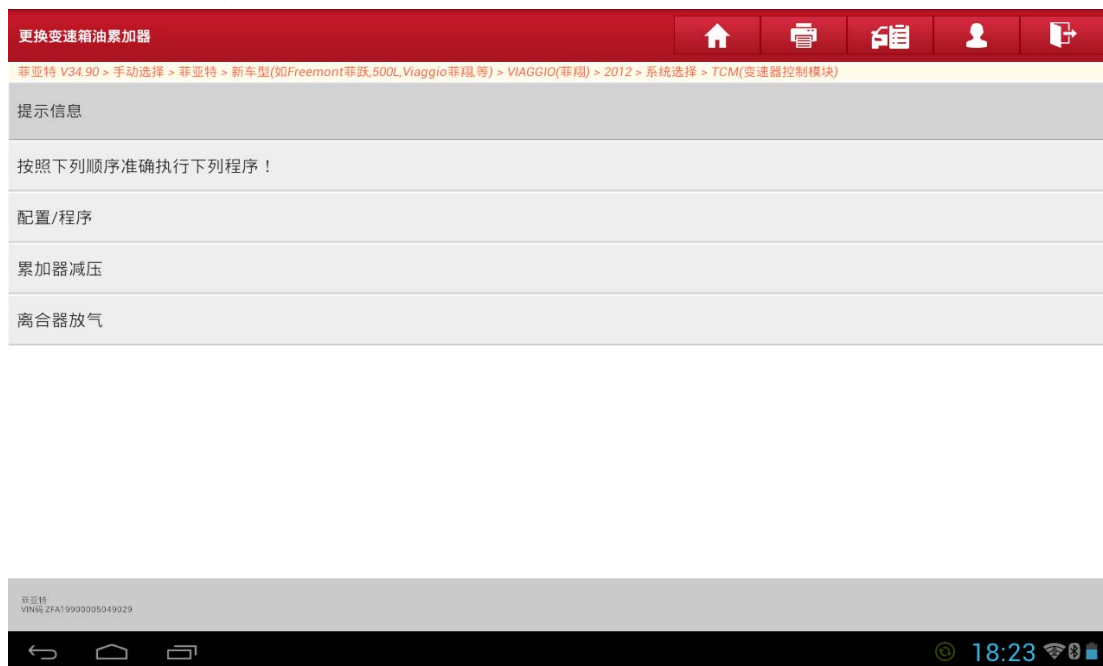 更换变速箱油累加器
菲亚特 V34.90 > 手动选择 > 菲亚特 > 新车型(如Freemont菲跃,500L,Viaggio菲翔,等) > VIAGGIO(菲翔) > 2012 > 系统选择 > TCM(变速器控制模块)
提示信息
按照下列顺序准确执行下列程序！
配置/程序
累加器减压
离合器放气
菲亚特
VIN码 ZFA19900005049029
18:23